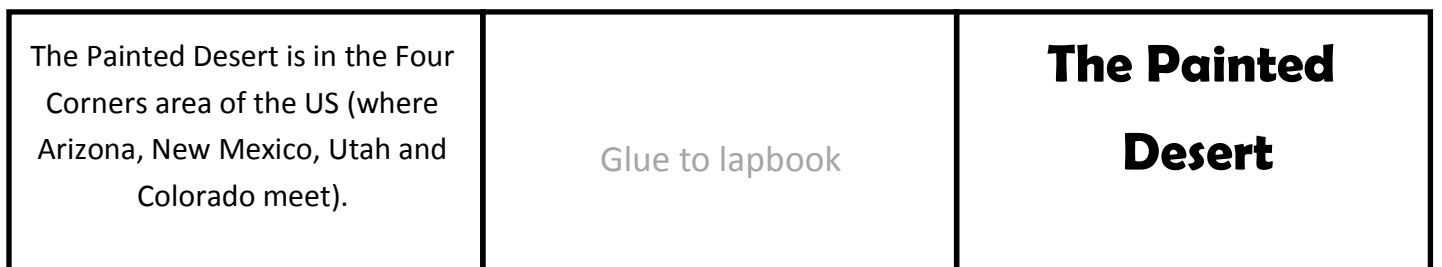 The Painted Desert is in the Four
Corners area of the US (where
Arizona, New Mexico, Utah and
Colorado meet).
Glue to lapbook
The Painted
Desert